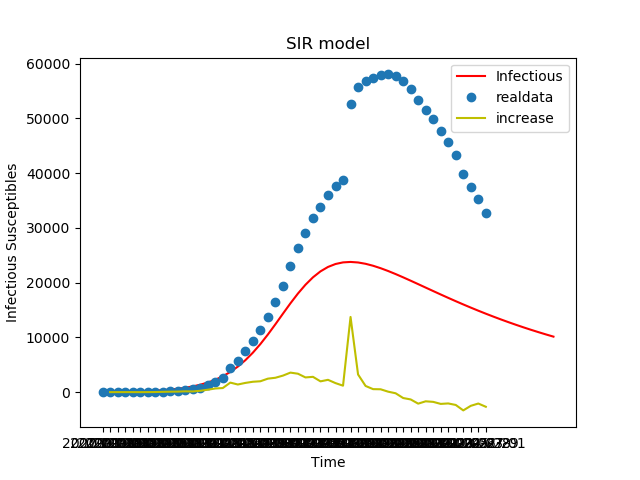 SIR model
Infectious
realdata
increase
60000
50000
40000
30000
20000
10000
0
Infectious Susceptibles
Time